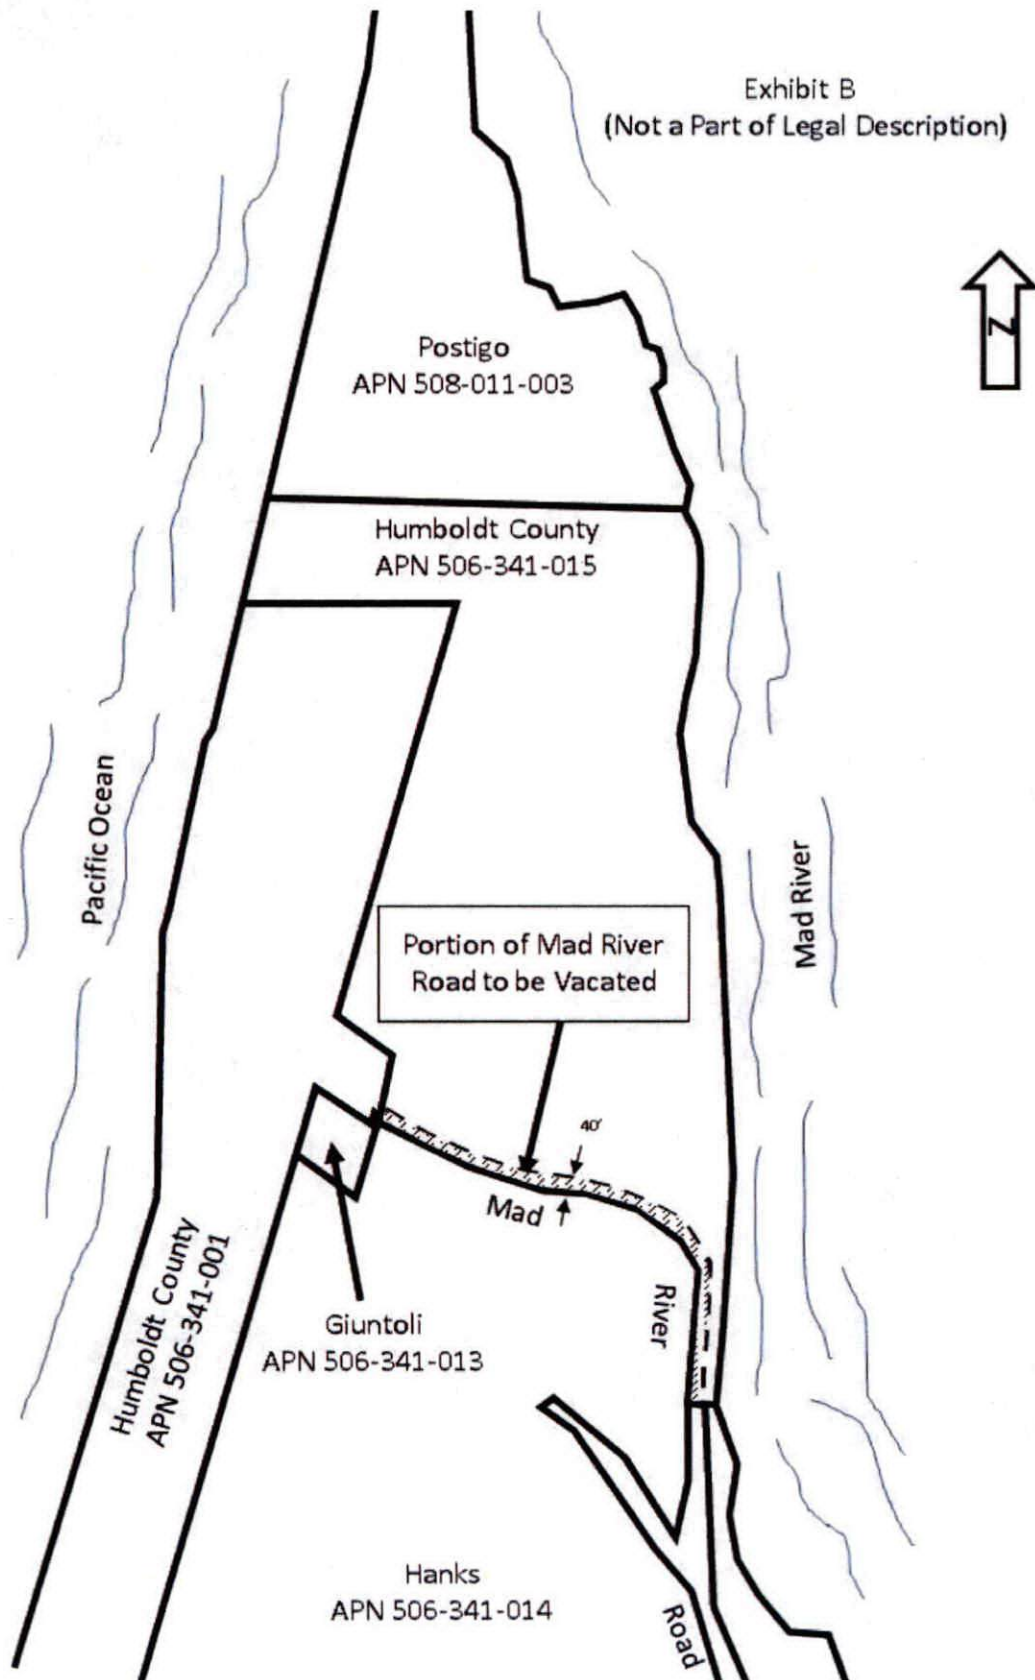 Exhibit B
(Not a Part of Legal Description)
N
Postigo
APN 508-011-003
Humboldt County
APN 506-341-015
Pacific Ocean
Mad River
Portion of Mad River
Road to be Vacated
40'
Mad
River
Giuntoli
APN 506-341-013
Humboldt County
APN 506-341-001
Hanks
APN 506-341-014
Road